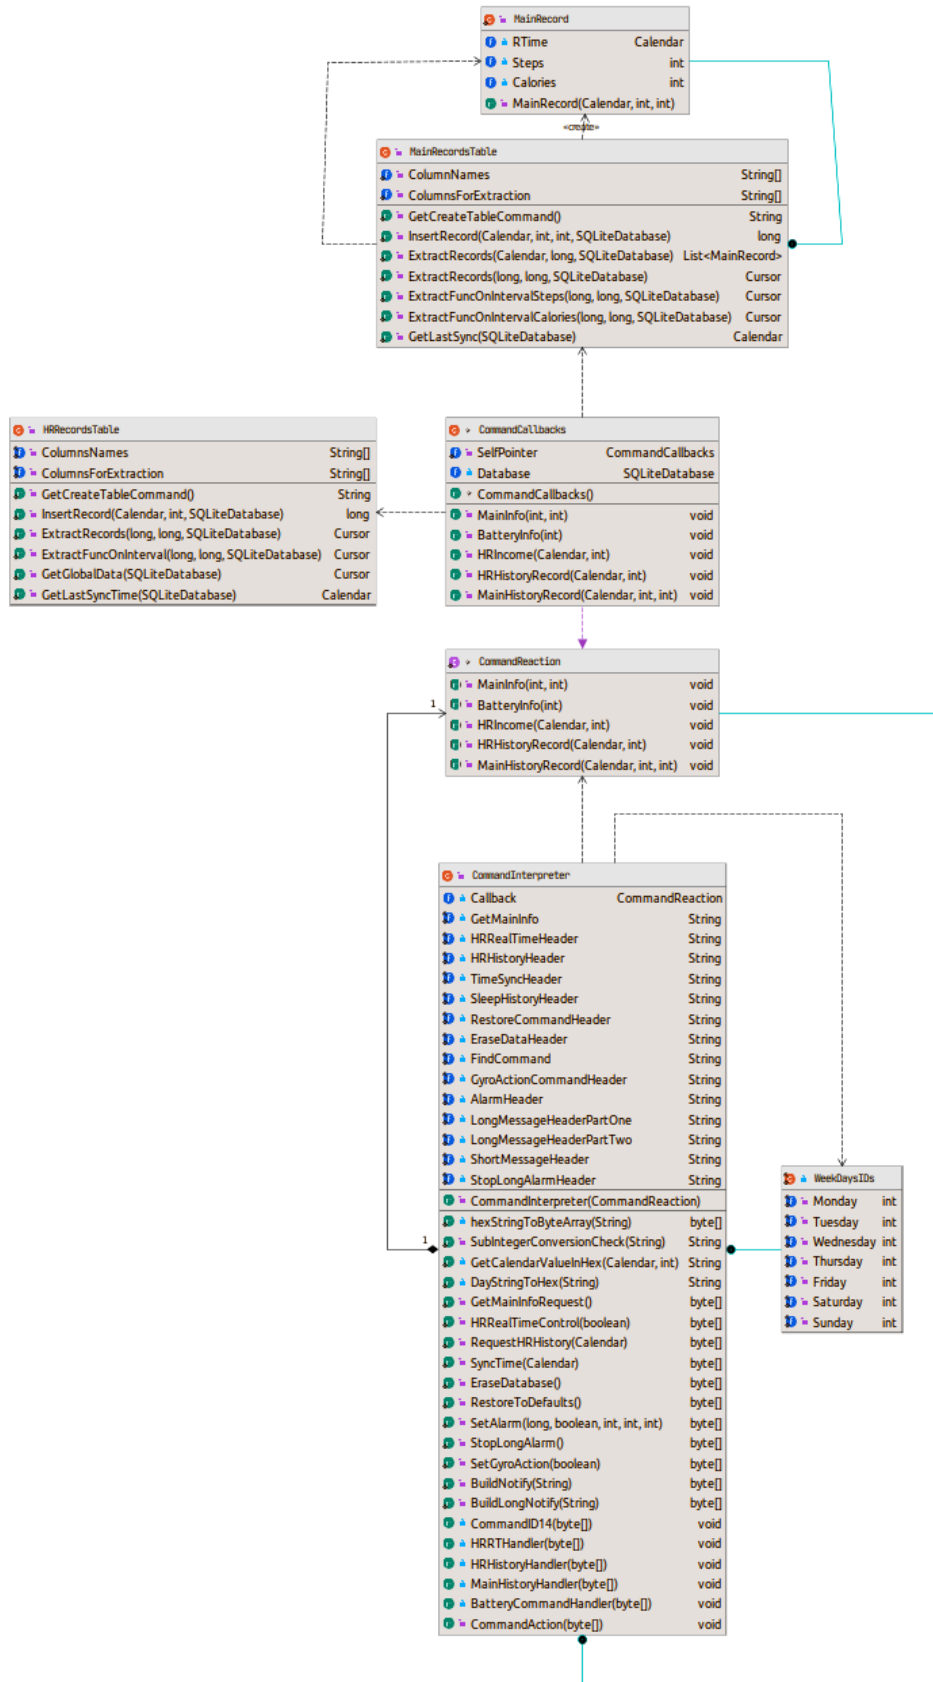 MainRecord
RTime Calendar
Steps int
Calories int
MainRecord(Calendar, int, int)
«create»
MainRecordsTable
ColumnNames String[]
ColumnsForExtraction String[]
GetCreateTableCommand() String
InsertRecord(Calendar, int, int, SQLiteDatabase) long
ExtractRecords(Calendar, long, SQLiteDatabase) List<MainRecord>
ExtractRecords(long, long, SQLiteDatabase) Cursor
ExtractFuncOnIntervalSteps(long, long, SQLiteDatabase) Cursor
ExtractFuncOnIntervalCalories(long, long, SQLiteDatabase) Cursor
GetLastSync(SQLiteDatabase) Calendar
HRRecordsTable
ColumnsNames String[]
ColumnsForExtraction String[]
GetCreateTableCommand() String
InsertRecord(Calendar, int, SQLiteDatabase) long
ExtractRecords(long, long, SQLiteDatabase) Cursor
ExtractFuncOnInterval(long, long, SQLiteDatabase) Cursor
GetGlobalData(SQLiteDatabase) Cursor
GetLastSyncTime(SQLiteDatabase) Calendar
CommandCallbacks
SelfPointer CommandCallbacks
Database SQLiteDatabase
CommandCallbacks()
MainInfo(int, int) void
BatteryInfo(int) void
HRIncome(Calendar, int) void
HRHistoryRecord(Calendar, int) void
MainHistoryRecord(Calendar, int, int) void
CommandReaction
MainInfo(int, int) void
BatteryInfo(int) void
HRIncome(Calendar, int) void
HRHistoryRecord(Calendar, int) void
MainHistoryRecord(Calendar, int, int) void
1
CommandInterpreter
Callback CommandReaction
GetMainInfo String
HRRealTimeHeader String
HRHistoryHeader String
TimeSyncHeader String
SleepHistoryHeader String
RestoreCommandHeader String
EraseDataHeader String
FindCommand String
GyroActionCommandHeader String
AlarmHeader String
LongMessageHeaderPartOne String
LongMessageHeaderPartTwo String
ShortMessageHeader String
StopLongAlarmHeader String
CommandInterpreter(CommandReaction)
hexStringToByteArray(String) byte[]
SubIntegerConversionCheck(String) String
GetCalendarValueInHex(Calendar, int) String
DayStringToHex(String) String
GetMainInfoRequest() byte[]
HRRealTimeControl(boolean) byte[]
RequestHRHistory(Calendar) byte[]
SyncTime(Calendar) byte[]
EraseDatabase() byte[]
RestoreToDefaults() byte[]
SetAlarm(long, boolean, int, int, int) byte[]
StopLongAlarm() byte[]
SetGyroAction(boolean) byte[]
BuildNotify(String) byte[]
BuildLongNotify(String) byte[]
CommandID14(byte[]) void
HRRTHandler(byte[]) void
HRHistoryHandler(byte[]) void
MainHistoryHandler(byte[]) void
BatteryCommandHandler(byte[]) void
CommandAction(byte[]) void
1
WeekDaysIDs
Monday int
Tuesday int
Wednesday int
Thursday int
Friday int
Saturday int
Sunday int